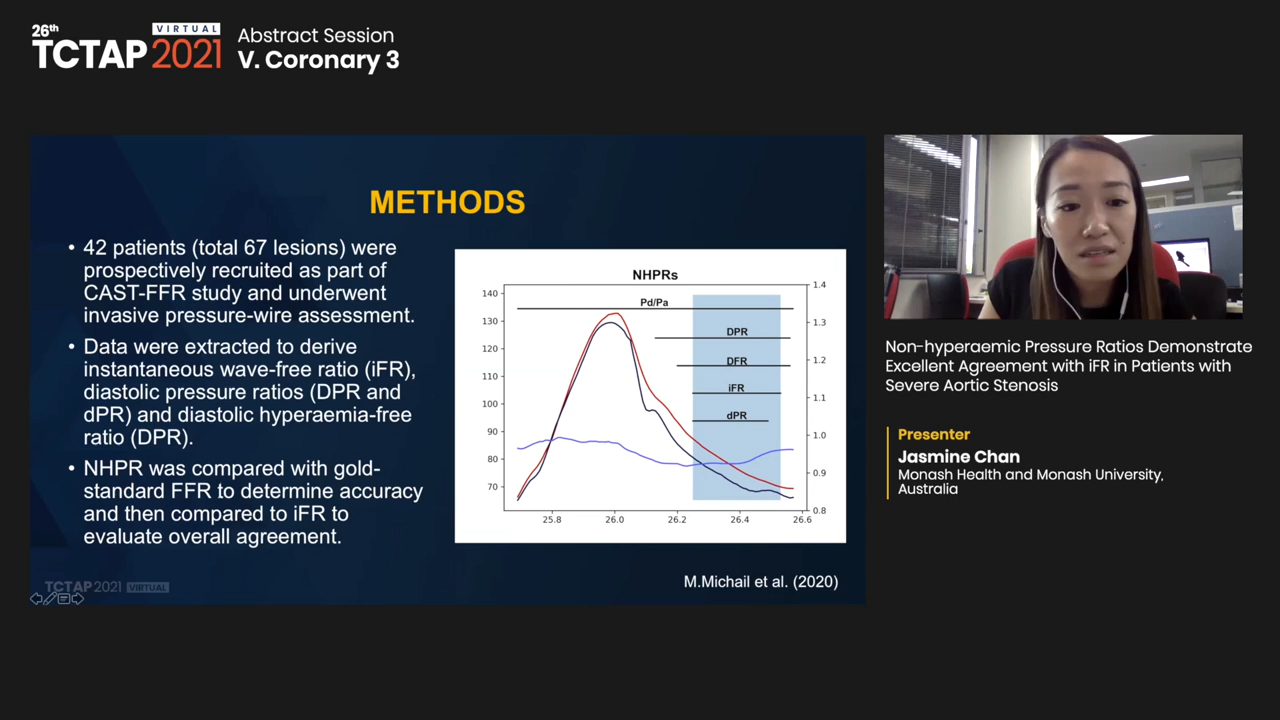 26th
VIRTUAL
TCTAP 2021
Abstract Session
V. Coronary 3
METHODS
• 42 patients (total 67 lesions) were
prospectively recruited as part of
CAST-FFR study and underwent
invasive pressure-wire assessment.
• Data were extracted to derive
instantaneous wave-free ratio (iFR),
diastolic pressure ratios (DPR and
dPR) and diastolic hyperaemia-free
ratio (DPR).
• NHPR was compared with gold-
standard FFR to determine accuracy
and then compared to iFR to
evaluate overall agreement.
NHPRs
140
130
120
110
100
90
80
70
1.4
1.3
1.2
1.1
1.0
0.9
0.8
25.8
26.0
26.2
26.4
26.6
Pd/Pa
DPR
DFR
iFR
dPR
M.Michail et al. (2020)
TCTAP 2021 VIRTUAL
Non-hyperaemic Pressure Ratios Demonstrate
Excellent Agreement with iFR in Patients with
Severe Aortic Stenosis
Presenter
Jasmine Chan
Monash Health and Monash University,
Australia